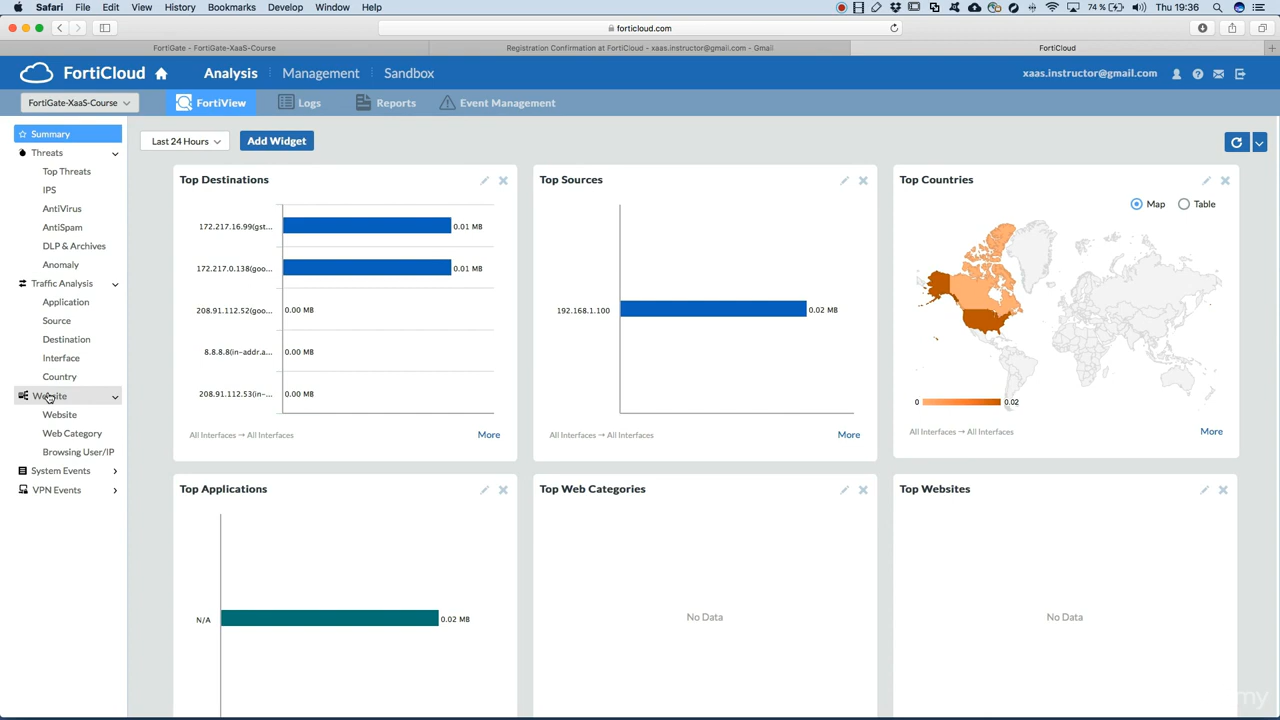 Safari File Edit View History Bookmarks Develop Window Help 74 % Thu 19:36
forticloud.com
FortiGate - FortiGate-XaaS-Course Registration Confirmation at FortiCloud - xaas.instructor@gmail.com - Gmail FortiCloud
FortiCloud Analysis Management Sandbox xaas.instructor@gmail.com
FortiGate-XaaS-Course FortiView Logs Reports Event Management
Summary
Threats
Top Threats
IPS
AntiVirus
AntiSpam
DLP & Archives
Anomaly
Traffic Analysis
Application
Source
Destination
Interface
Country
Website
Website
Web Category
Browsing User/IP
System Events
VPN Events
Last 24 Hours Add Widget
Top Destinations
172.217.16.99(gst... 0.01 MB
172.217.0.138(goo... 0.01 MB
208.91.112.52(goo... 0.00 MB
8.8.8.8(in-addr.a... 0.00 MB
208.91.112.53(in-... 0.00 MB
All Interfaces → All Interfaces More
Top Sources
192.168.1.100 0.02 MB
All Interfaces → All Interfaces More
Top Countries
Map Table
0 0.02
All Interfaces → All Interfaces More
Top Applications
N/A 0.02 MB
Top Web Categories
No Data
Top Websites
No Data